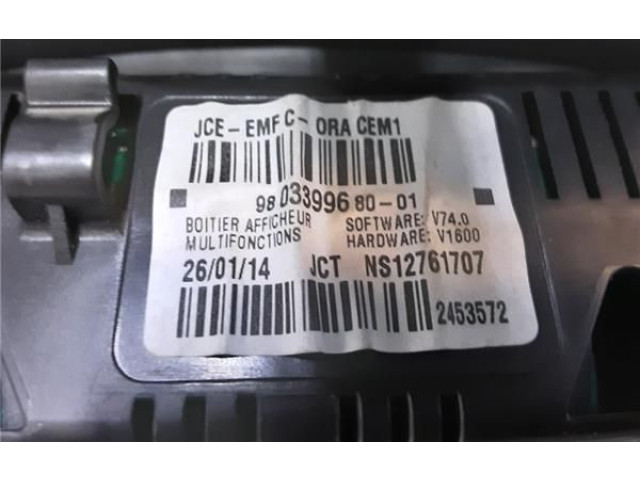 JCE-EMF C-ORA CEM1
98 033996 80-01
BOITIER AFFICHEUR SOFTWARE: V74.0
MULTIFONCTIONS HARDWARE: V1600
26/01/14 JCT NS12761707
2453572